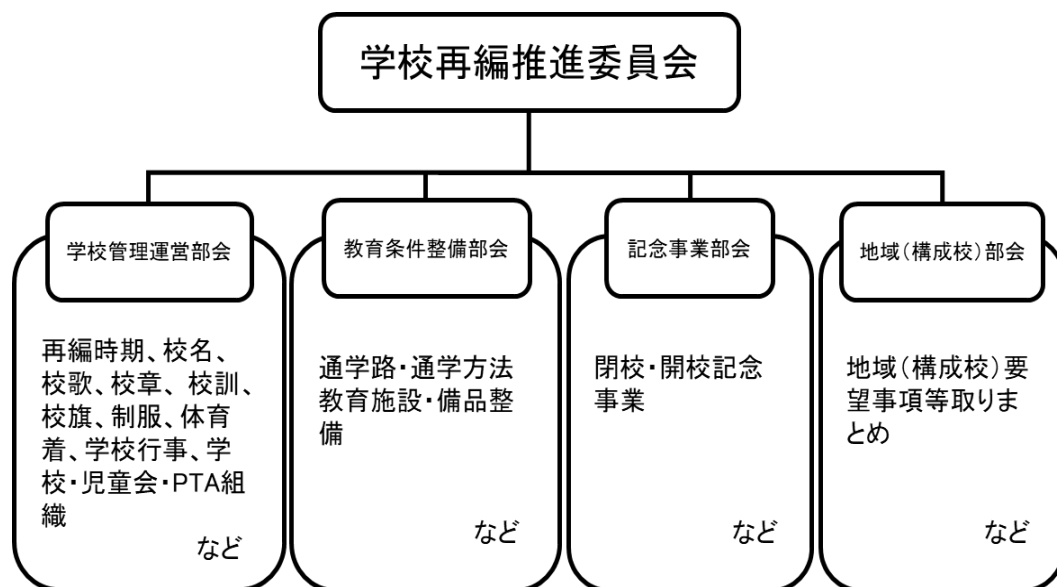 学校再編推進委員会
学校管理運営部会
再編時期、校名、
校歌、校章、校訓、
校旗、制服、体育
着、学校行事、学
校・児童会・PTA組
織
など
教育条件整備部会
通学路・通学方法
教育施設・備品整
備
など
記念事業部会
閉校・開校記念
事業
など
地域(構成校)部会
地域(構成校)要
望事項等取りま
とめ
など